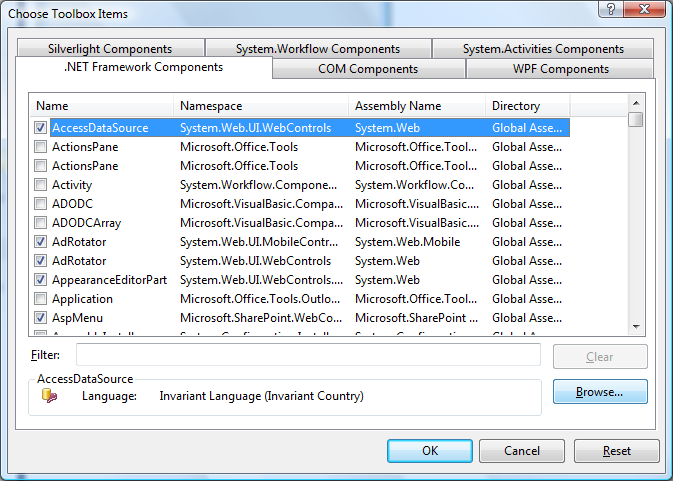 Choose Toolbox Items
Silverlight Components System.Workflow Components System.Activities Components
.NET Framework Components COM Components WPF Components
Name Namespace Assembly Name Directory
AccessDataSource System.Web.UI.WebControls System.Web Global Asse...
ActionsPane Microsoft.Office.Tools Microsoft.Office.Tool... Global Asse...
ActionsPane Microsoft.Office.Tools Microsoft.Office.Tool... Global Asse...
Activity System.Workflow.Compone... System.Workflow.Co... Global Asse...
ADODC Microsoft.VisualBasic.Compa... Microsoft.VisualBasic.... Global Asse...
ADODCArray Microsoft.VisualBasic.Compa... Microsoft.VisualBasic.... Global Asse...
AdRotator System.Web.UI.MobileContr... System.Web.Mobile Global Asse...
AdRotator System.Web.UI.WebControls System.Web Global Asse...
AppearanceEditorPart System.Web.UI.WebControls.... System.Web Global Asse...
Application Microsoft.Office.Tools.Outlo... Microsoft.Office.Tool... Global Asse...
AspMenu Microsoft.SharePoint.WebCo... Microsoft.SharePoint ... Global Asse...
Filter: Clear
AccessDataSource
Language: Invariant Language (Invariant Country) Browse...
OK Cancel Reset